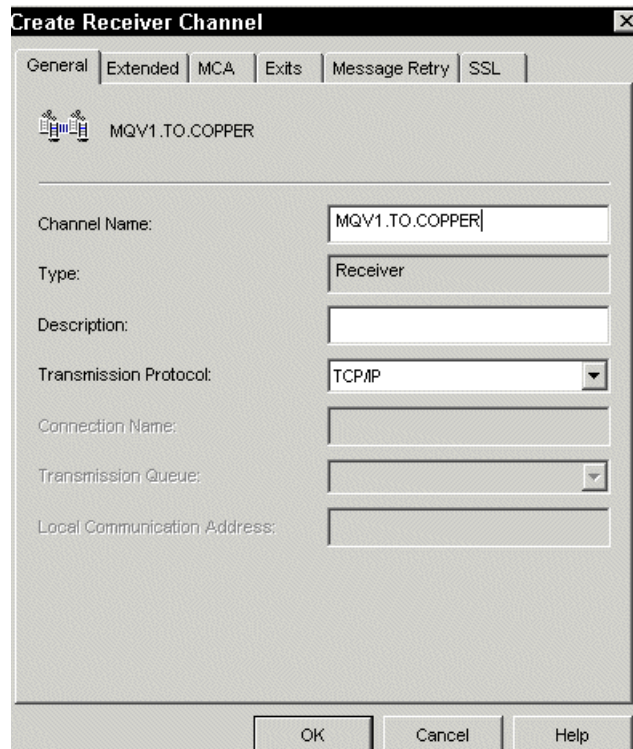 Create Receiver Channel
General Extended MCA Exits Message Retry SSL
MQV1.TO.COPPER
Channel Name: MQV1.TO.COPPER
Type: Receiver
Description:
Transmission Protocol: TCP/IP
Connection Name:
Transmission Queue:
Local Communication Address:
OK Cancel Help